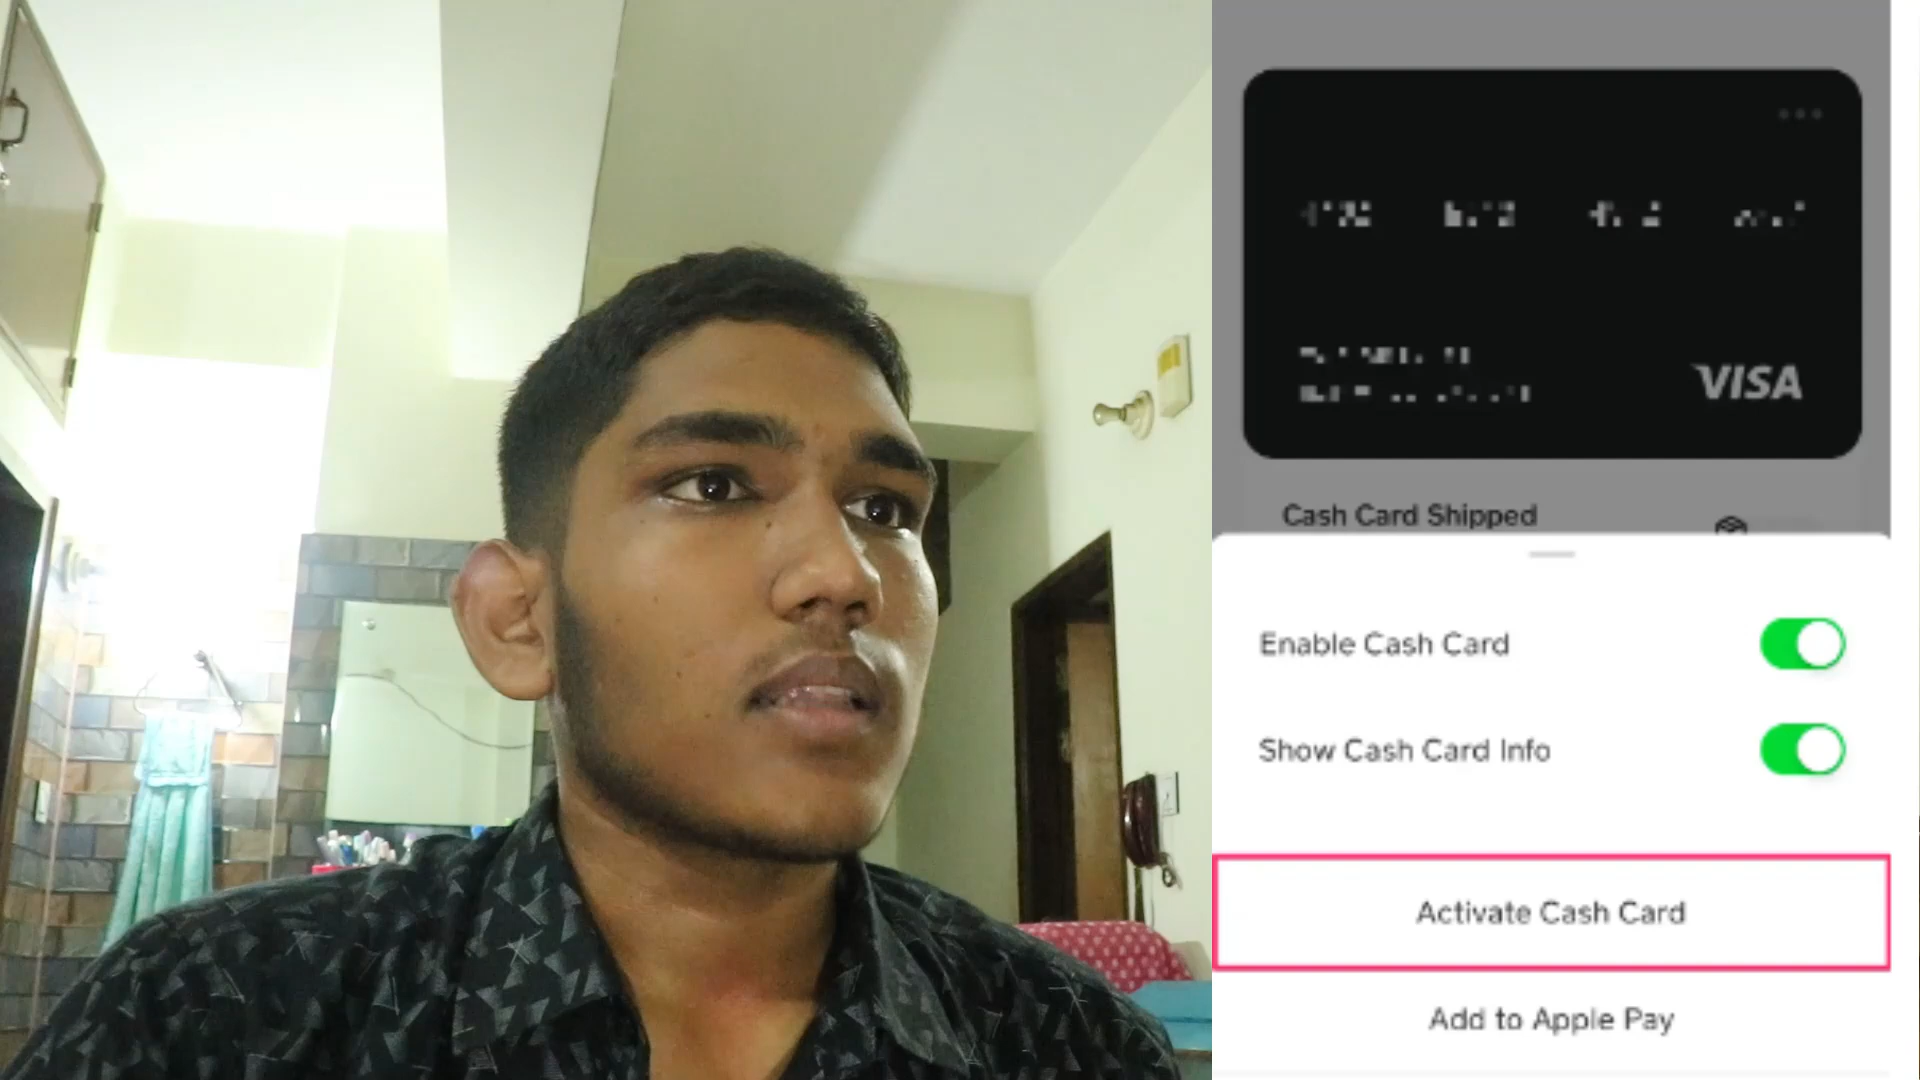 VISA
Cash Card Shipped
Enable Cash Card
Show Cash Card Info
Activate Cash Card
Add to Apple Pay